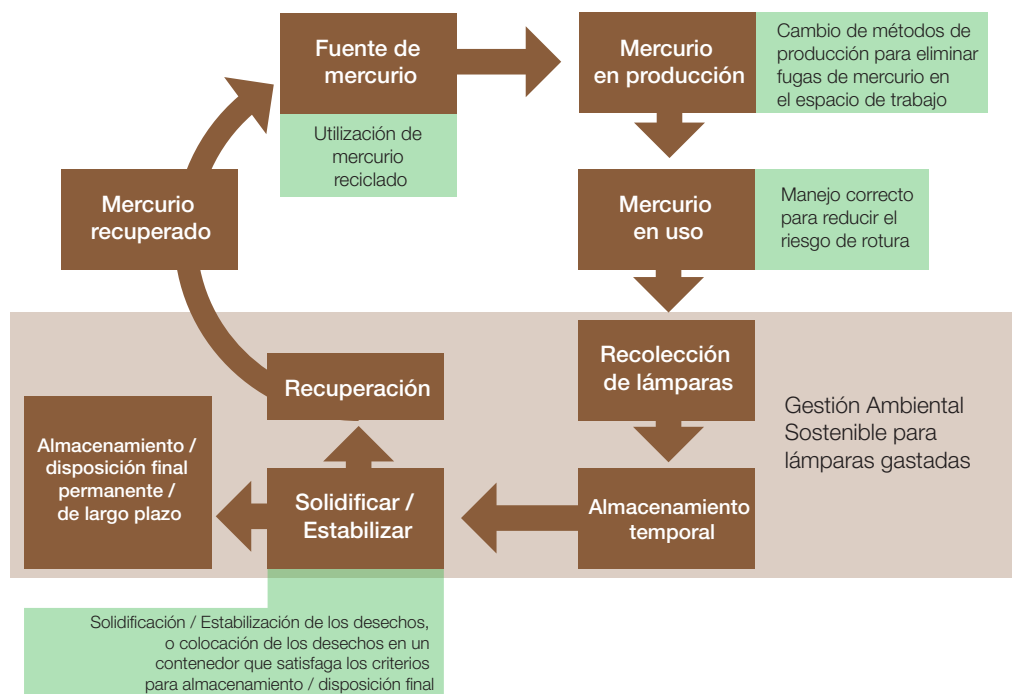 Fuente de
mercurio
Utilización de
mercurio
reciclado
Mercurio
en producción
Cambio de métodos de
producción para eliminar
fugas de mercurio en
el espacio de trabajo
Mercurio
en uso
Manejo correcto
para reducir el
riesgo de rotura
Recolección
de lámparas
Almacenamiento
temporal
Gestión Ambiental
Sostenible para
lámparas gastadas
Solidificar /
Estabilizar
Solidificación / Estabilización de los desechos,
o colocación de los desechos en un
contenedor que satisfaga los criterios
para almacenamiento / disposición final
Almacenamiento /
disposición final
permanente /
de largo plazo
Recuperación
Mercurio
recuperado